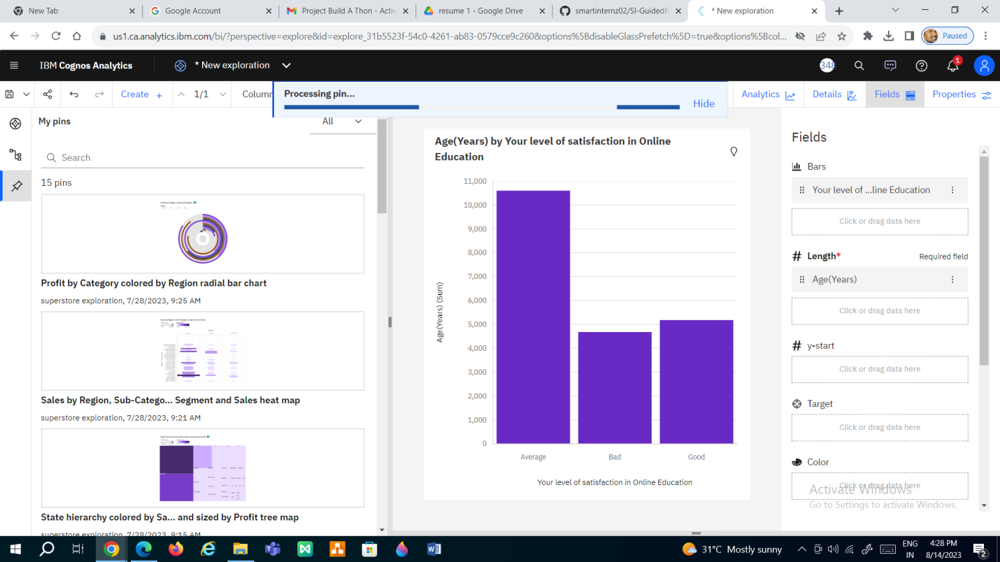 New Tab
Google Account
Project Build A Thon - Activ
resume 1 - Google Drive
smartinternz02/SI-GuidedP
* New exploration
us1.ca.analytics.ibm.com/bi/?perspective=explore&id=explore_31b5523f-54c0-4261-ab83-0579cce9c260&options%5BdisableGlassPrefetch%5D=true&options%5Bcol...
Paused
IBM Cognos Analytics
* New exploration
348
1
Create +
1/1
Column
Processing pin...
Hide
Analytics
Details
Fields
Properties
My pins
All
Search
15 pins
Profit by Category colored by Region radial bar chart
superstore exploration, 7/28/2023, 9:25 AM
Sales by Region, Sub-Catego... Segment and Sales heat map
superstore exploration, 7/28/2023, 9:21 AM
State hierarchy colored by Sa... and sized by Profit tree map
superstore exploration, 7/28/2023, 9:15 AM
Age(Years) by Your level of satisfaction in Online
Education
11,000
10,000
9,000
8,000
7,000
6,000
5,000
4,000
3,000
2,000
1,000
0
Age(Years) (Sum)
Average
Bad
Good
Your level of satisfaction in Online Education
Fields
Bars
Your level of ...line Education
Click or drag data here
Length*
Required field
Age(Years)
Click or drag data here
y-start
Click or drag data here
Target
Click or drag data here
Color
Click or drag data here
Activate Windows
Go to Settings to activate Windows.
31°C Mostly sunny
ENG
IN
4:28 PM
8/14/2023
2